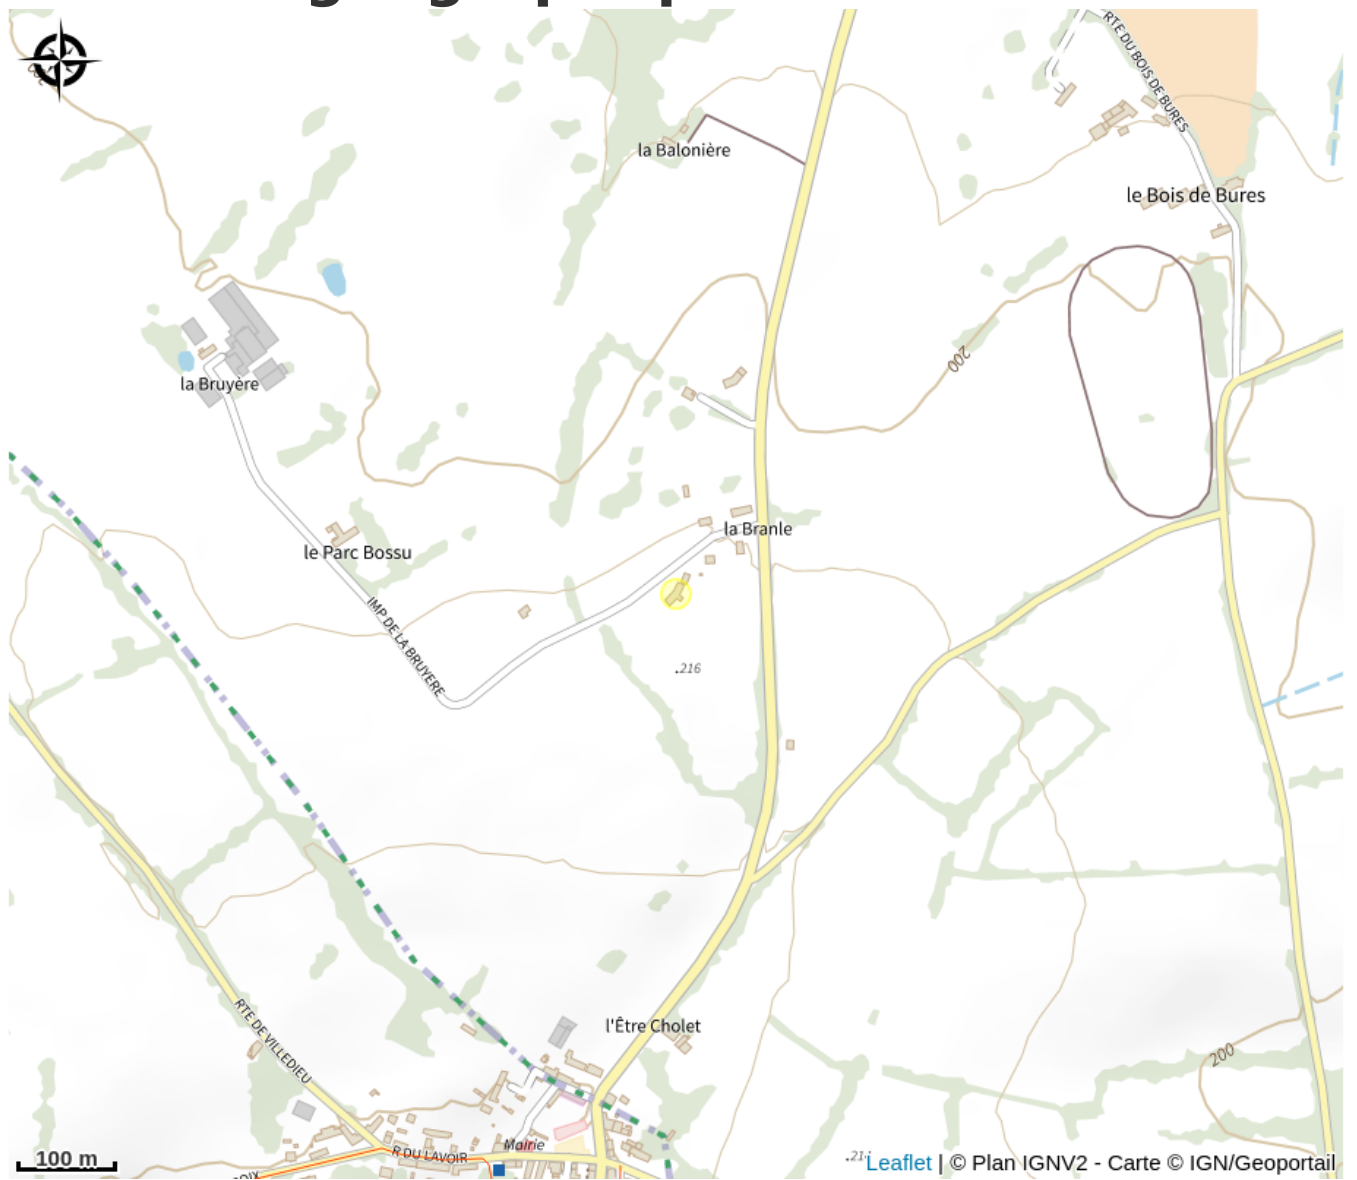 RTE DU BOIS DE BURES
la Balonière
le Bois de Bures
200
la Bruyère
la Branle
le Parc Bossu
IMP DE LA BRUYERE
.216
RTE DE VILLEDIEU
l'Être Cholet
200
Mairie
R DU LAVOIR
100 m
Leaflet | © Plan IGNV2 - Carte © IGN/Geoportail